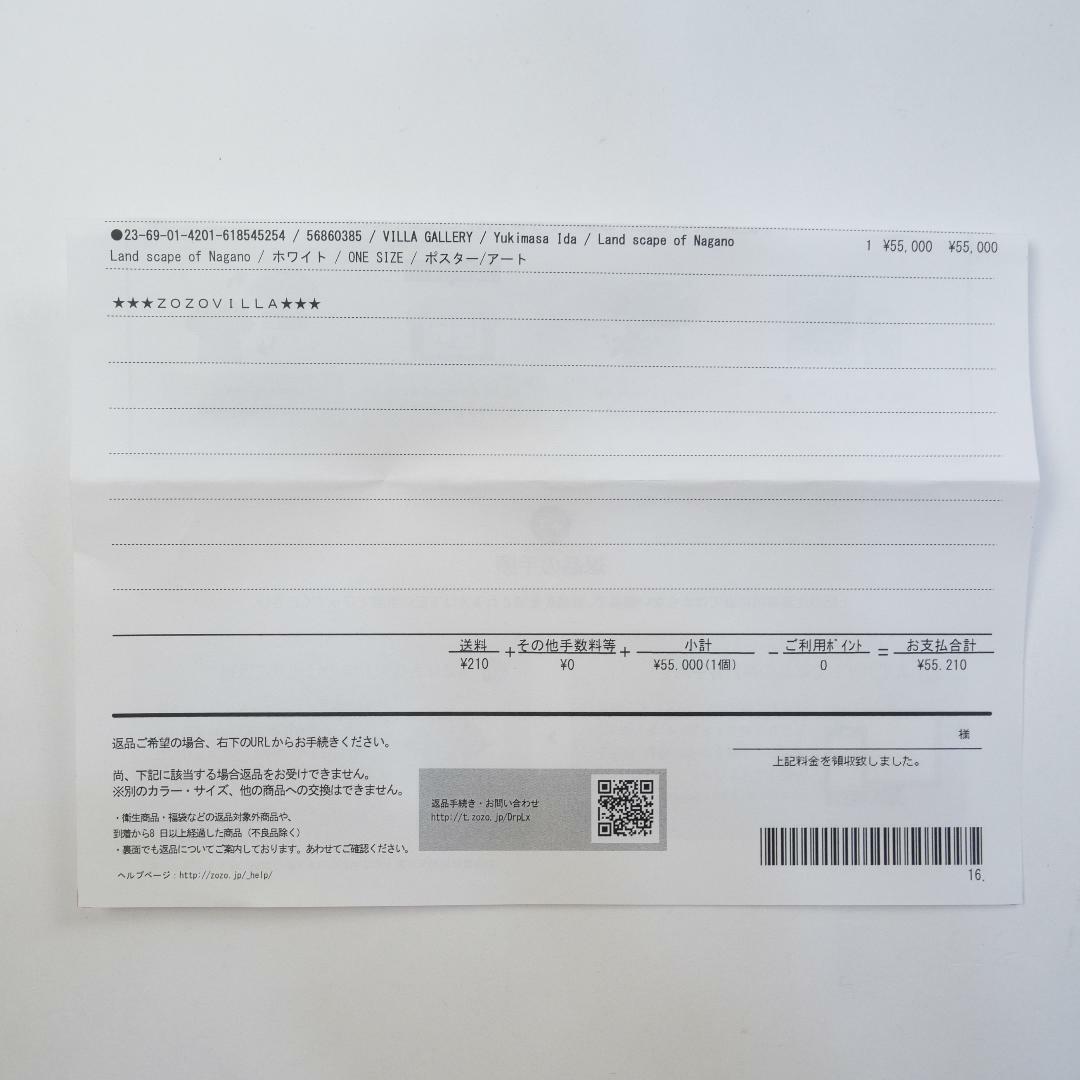 ●23-69-01-4201-618545254 / 56860385 / VILLA GALLERY / Yukimasa Ida / Land scape of Nagano 1 ¥55,000 ¥55,000
Land scape of Nagano / ホワイト / ONE SIZE / ポスター/アート
★★★ZOZOVILLA★★★
送料 + その他手数料等 + 小計 - ご利用ポイント = お支払合計
¥210 ¥0 ¥55.000(1個) 0 ¥55.210
返品ご希望の場合、右下のURLからお手続きください。
様
上記料金を領収致しました。
尚、下記に該当する場合返品をお受けできません。
※別のカラー・サイズ、他の商品への交換はできません。
・衛生商品・福袋などの返品対象外商品や、
到着から8 日以上経過した商品（不良品除く）
・裏面でも返品についてご案内しております。あわせてご確認ください。
ヘルプページ：http://zozo.jp/_help/
返品手続き・お問い合わせ
http://t.zozo.jp/DrpLx
16.